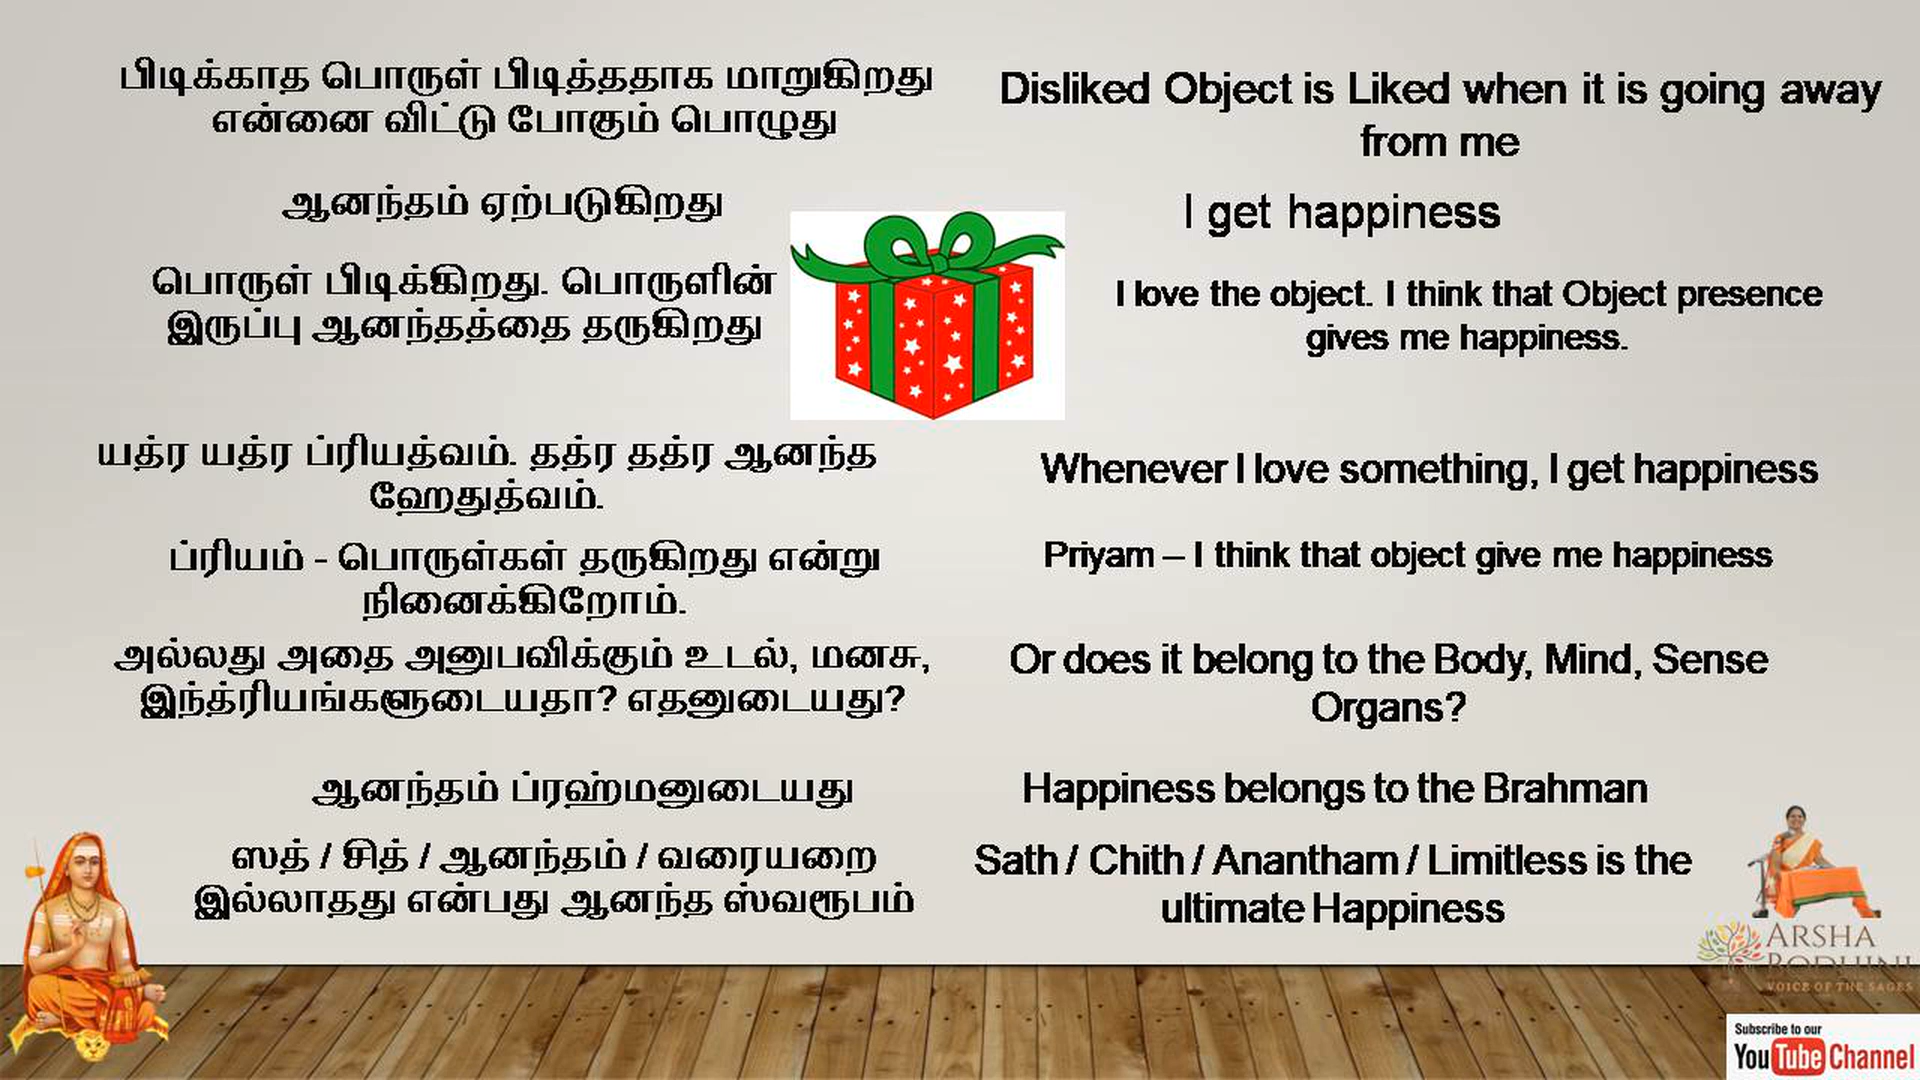 பிடிக்காத பொருள் பிடித்ததாக மாறுகிறது
என்னை விட்டு போகும் பொழுது
Disliked Object is Liked when it is going away
from me
ஆனந்தம் ஏற்படுகிறது
I get happiness
பொருள் பிடிக்கிறது. பொருளின்
இருப்பு ஆனந்தத்தை தருகிறது
I love the object. I think that Object presence
gives me happiness.
யத்ர யத்ர ப்ரியத்வம். தத்ர தத்ர ஆனந்த
ஹேதுத்வம்.
Whenever I love something, I get happiness
ப்ரியம் - பொருள்கள் தருகிறது என்று
நினைக்கிறோம்.
Priyam – I think that object give me happiness
அல்லது அதை அனுபவிக்கும் உடல், மனசு,
இந்த்ரியங்களுடையதா? எதனுடையது?
Or does it belong to the Body, Mind, Sense
Organs?
ஆனந்தம் ப்ரஹ்மனுடையது
Happiness belongs to the Brahman
ஸத் / சித் / ஆனந்தம் / வரையறை
இல்லாதது என்பது ஆனந்த ஸ்வரூபம்
Sath / Chith / Anantham / Limitless is the
ultimate Happiness
ARSHA
BODHINI
VOICE OF THE SAGES
Subscribe to our
YouTube Channel